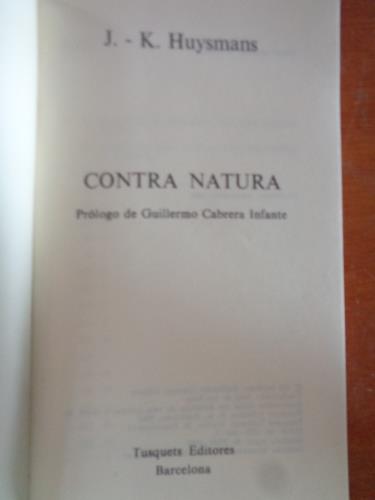 J. - K. Huysmans
CONTRA NATURA
Prólogo de Guillermo Cabrera Infante
Tusquets Editores
Barcelona